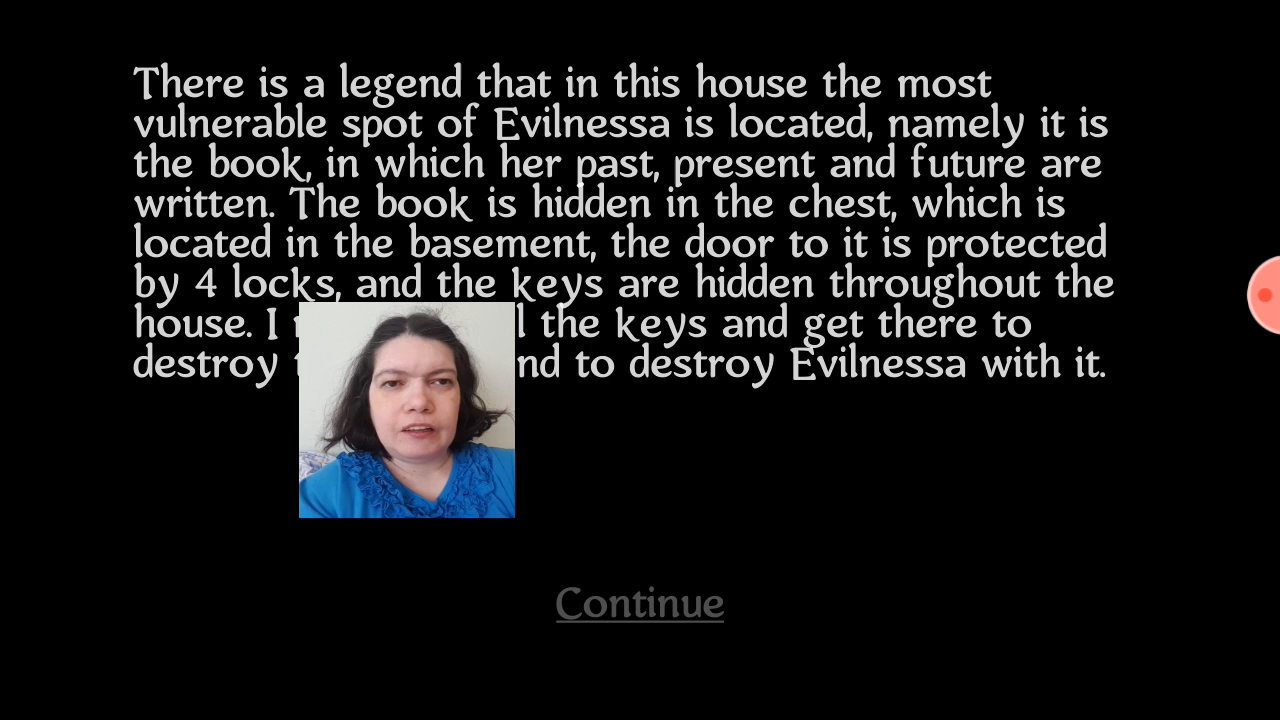 There is a legend that in this house the most
vulnerable spot of Evilnessa is located, namely it is
the book, in which her past, present and future are
written. The book is hidden in the chest, which is
located in the basement, the door to it is protected
by 4 locks, and the keys are hidden throughout the
house. I the keys and get there to
destroy to destroy Evilnessa with it.
Continue